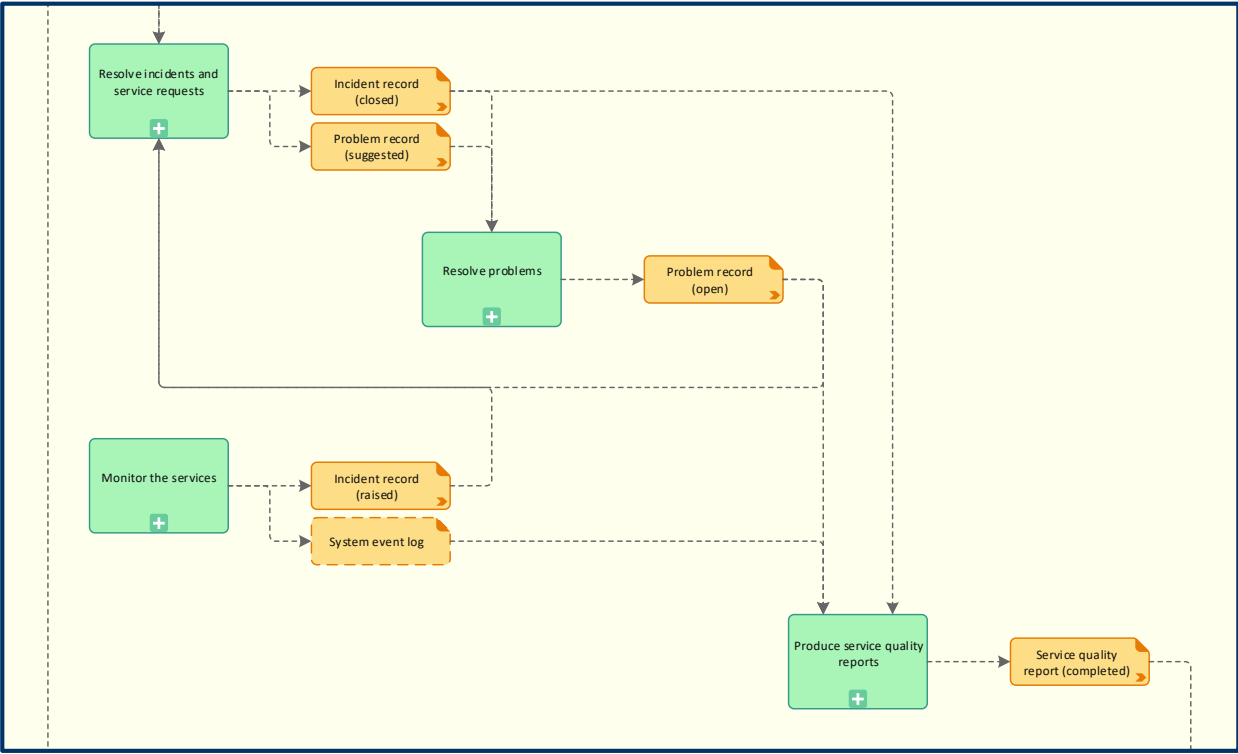 Resolve incidents and
service requests
Incident record
(closed)
Problem record
(suggested)
Resolve problems
Problem record
(open)
Monitor the services
Incident record
(raised)
System event log
Produce service quality
reports
Service quality
report (completed)